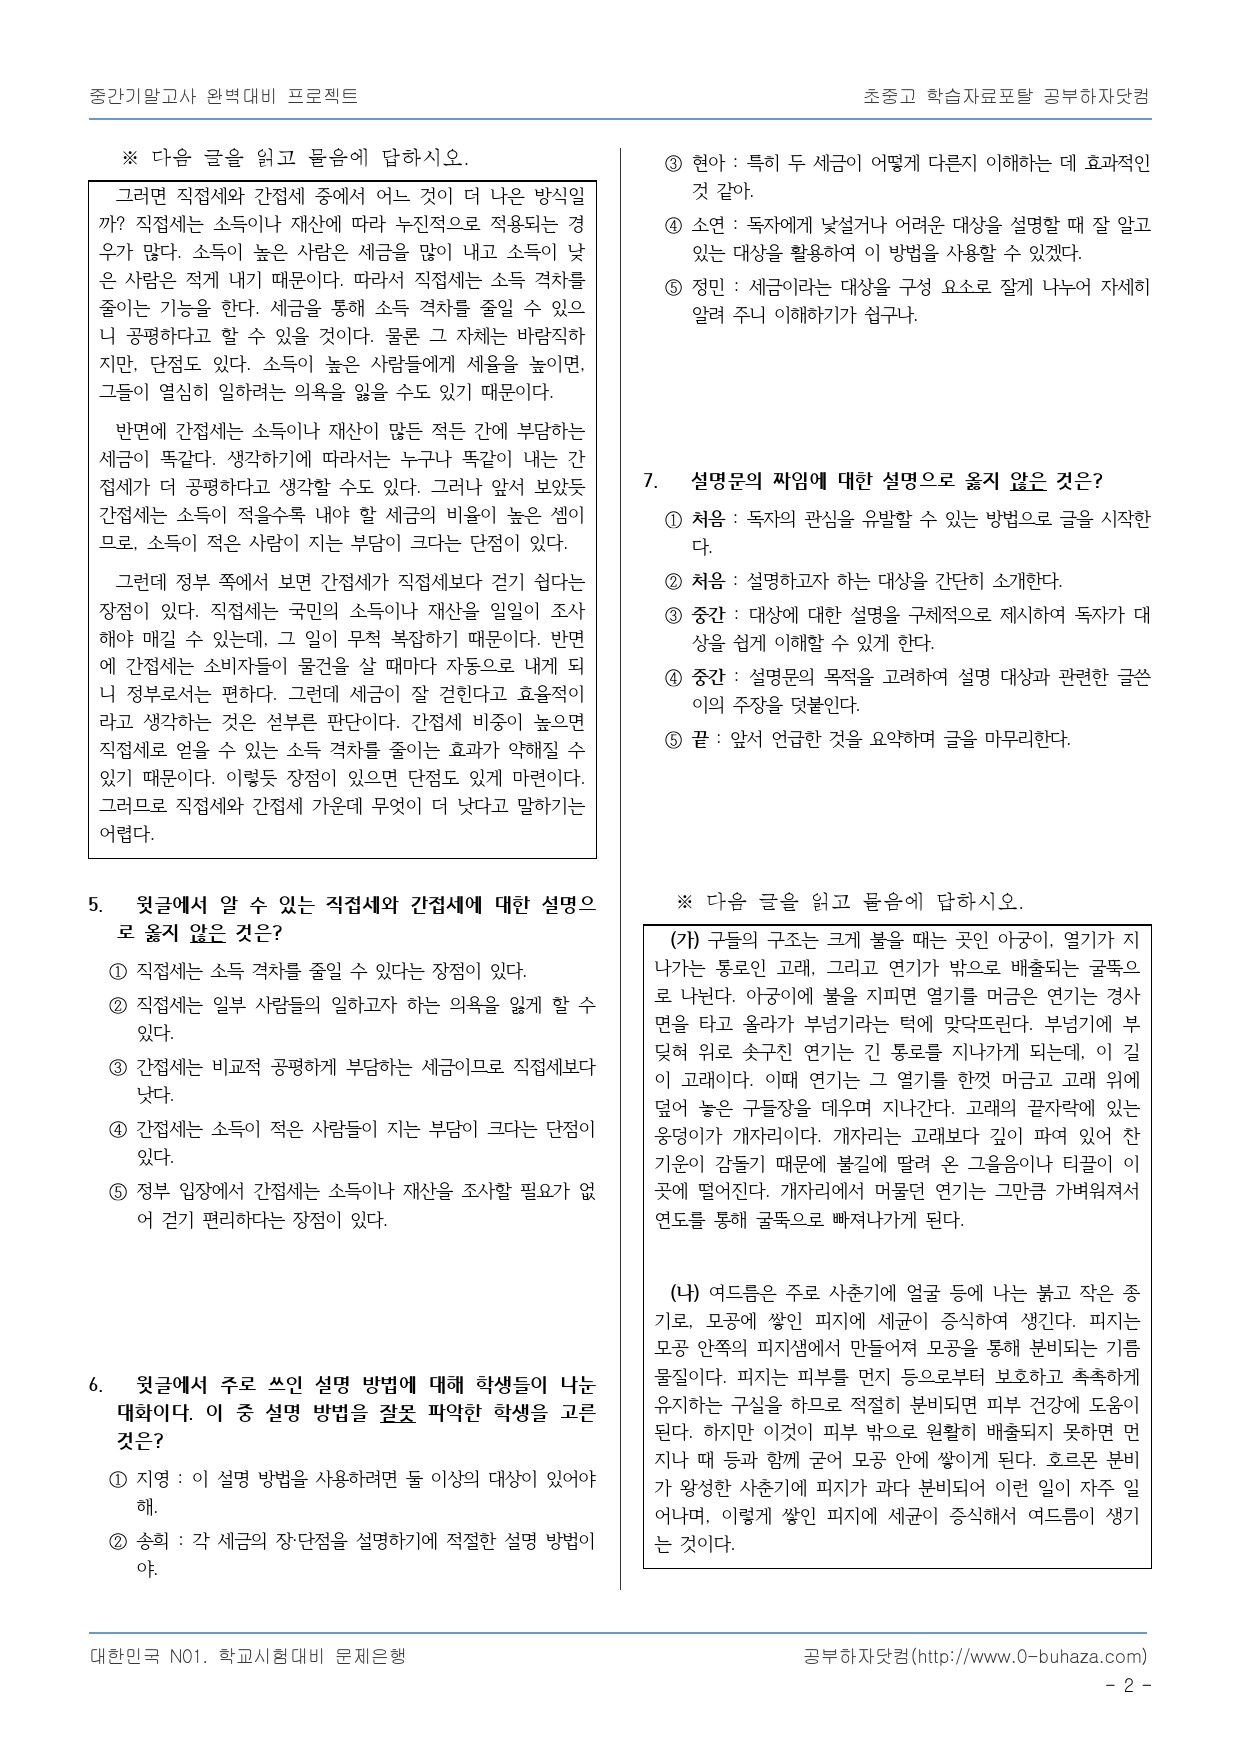 중간기말고사 완벽대비 프로젝트
초중고 학습자료포탈 공부하자닷컴
※ 다음 글을 읽고 물음에 답하시오.
그러면 직접세와 간접세 중에서 어느 것이 더 나은 방식일
까? 직접세는 소득이나 재산에 따라 누진적으로 적용되는 경
우가 많다. 소득이 높은 사람은 세금을 많이 내고 소득이 낮
은 사람은 적게 내기 때문이다. 따라서 직접세는 소득 격차를
줄이는 기능을 한다. 세금을 통해 소득 격차를 줄일 수 있으
니 공평하다고 할 수 있을 것이다. 물론 그 자체는 바람직하
지만, 단점도 있다. 소득이 높은 사람들에게 세율을 높이면,
그들이 열심히 일하려는 의욕을 잃을 수도 있기 때문이다.
반면에 간접세는 소득이나 재산이 많든 적든 간에 부담하는
세금이 똑같다. 생각하기에 따라서는 누구나 똑같이 내는 간
접세가 더 공평하다고 생각할 수도 있다. 그러나 앞서 보았듯
간접세는 소득이 적을수록 내야 할 세금의 비율이 높은 셈이
므로, 소득이 적은 사람이 지는 부담이 크다는 단점이 있다.
그런데 정부 쪽에서 보면 간접세가 직접세보다 걷기 쉽다는
장점이 있다. 직접세는 국민의 소득이나 재산을 일일이 조사
해야 매길 수 있는데, 그 일이 무척 복잡하기 때문이다. 반면
에 간접세는 소비자들이 물건을 살 때마다 자동으로 내게 되
니 정부로서는 편하다. 그런데 세금이 잘 걷힌다고 효율적이
라고 생각하는 것은 섣부른 판단이다. 간접세 비중이 높으면
직접세로 얻을 수 있는 소득 격차를 줄이는 효과가 약해질 수
있기 때문이다. 이렇듯 장점이 있으면 단점도 있게 마련이다.
그러므로 직접세와 간접세 가운데 무엇이 더 낫다고 말하기는
어렵다.
5. 윗글에서 알 수 있는 직접세와 간접세에 대한 설명으
로 옳지 않은 것은?
① 직접세는 소득 격차를 줄일 수 있다는 장점이 있다.
② 직접세는 일부 사람들의 일하고자 하는 의욕을 잃게 할 수
있다.
③ 간접세는 비교적 공평하게 부담하는 세금이므로 직접세보다
낫다.
④ 간접세는 소득이 적은 사람들이 지는 부담이 크다는 단점이
있다.
⑤ 정부 입장에서 간접세는 소득이나 재산을 조사할 필요가 없
어 걷기 편리하다는 장점이 있다.
6. 윗글에서 주로 쓰인 설명 방법에 대해 학생들이 나눈
대화이다. 이 중 설명 방법을 잘못 파악한 학생을 고른
것은?
① 지영 : 이 설명 방법을 사용하려면 둘 이상의 대상이 있어야
해.
② 송희 : 각 세금의 장·단점을 설명하기에 적절한 설명 방법이
야.
③ 현아 : 특히 두 세금이 어떻게 다른지 이해하는 데 효과적인
것 같아.
④ 소연 : 독자에게 낯설거나 어려운 대상을 설명할 때 잘 알고
있는 대상을 활용하여 이 방법을 사용할 수 있겠다.
⑤ 정민 : 세금이라는 대상을 구성 요소로 잘게 나누어 자세히
알려 주니 이해하기가 쉽구나.
7. 설명문의 짜임에 대한 설명으로 옳지 않은 것은?
① 처음 : 독자의 관심을 유발할 수 있는 방법으로 글을 시작한
다.
② 처음 : 설명하고자 하는 대상을 간단히 소개한다.
③ 중간 : 대상에 대한 설명을 구체적으로 제시하여 독자가 대
상을 쉽게 이해할 수 있게 한다.
④ 중간 : 설명문의 목적을 고려하여 설명 대상과 관련한 글쓴
이의 주장을 덧붙인다.
⑤ 끝 : 앞서 언급한 것을 요약하며 글을 마무리한다.
※ 다음 글을 읽고 물음에 답하시오.
(가) 구들의 구조는 크게 불을 때는 곳인 아궁이, 열기가 지
나가는 통로인 고래, 그리고 연기가 밖으로 배출되는 굴뚝으
로 나뉜다. 아궁이에 불을 지피면 열기를 머금은 연기는 경사
면을 타고 올라가 부넘기라는 턱에 맞닥뜨린다. 부넘기에 부
딪혀 위로 솟구친 연기는 긴 통로를 지나가게 되는데, 이 길
이 고래이다. 이때 연기는 그 열기를 한껏 머금고 고래 위에
덮어 놓은 구들장을 데우며 지나간다. 고래의 끝자락에 있는
웅덩이가 개자리이다. 개자리는 고래보다 깊이 파여 있어 찬
기운이 감돌기 때문에 불길에 딸려 온 그을음이나 티끌이 이
곳에 떨어진다. 개자리에서 머물던 연기는 그만큼 가벼워져서
연도를 통해 굴뚝으로 빠져나가게 된다.
(나) 여드름은 주로 사춘기에 얼굴 등에 나는 붉고 작은 종
기로, 모공에 쌓인 피지에 세균이 증식하여 생긴다. 피지는
모공 안쪽의 피지샘에서 만들어져 모공을 통해 분비되는 기름
물질이다. 피지는 피부를 먼지 등으로부터 보호하고 촉촉하게
유지하는 구실을 하므로 적절히 분비되면 피부 건강에 도움이
된다. 하지만 이것이 피부 밖으로 원활히 배출되지 못하면 먼
지나 때 등과 함께 굳어 모공 안에 쌓이게 된다. 호르몬 분비
가 왕성한 사춘기에 피지가 과다 분비되어 이런 일이 자주 일
어나며, 이렇게 쌓인 피지에 세균이 증식해서 여드름이 생기
는 것이다.
대한민국 N01. 학교시험대비 문제은행
공부하자닷컴(http://www.0-buhaza.com)
- 2 -